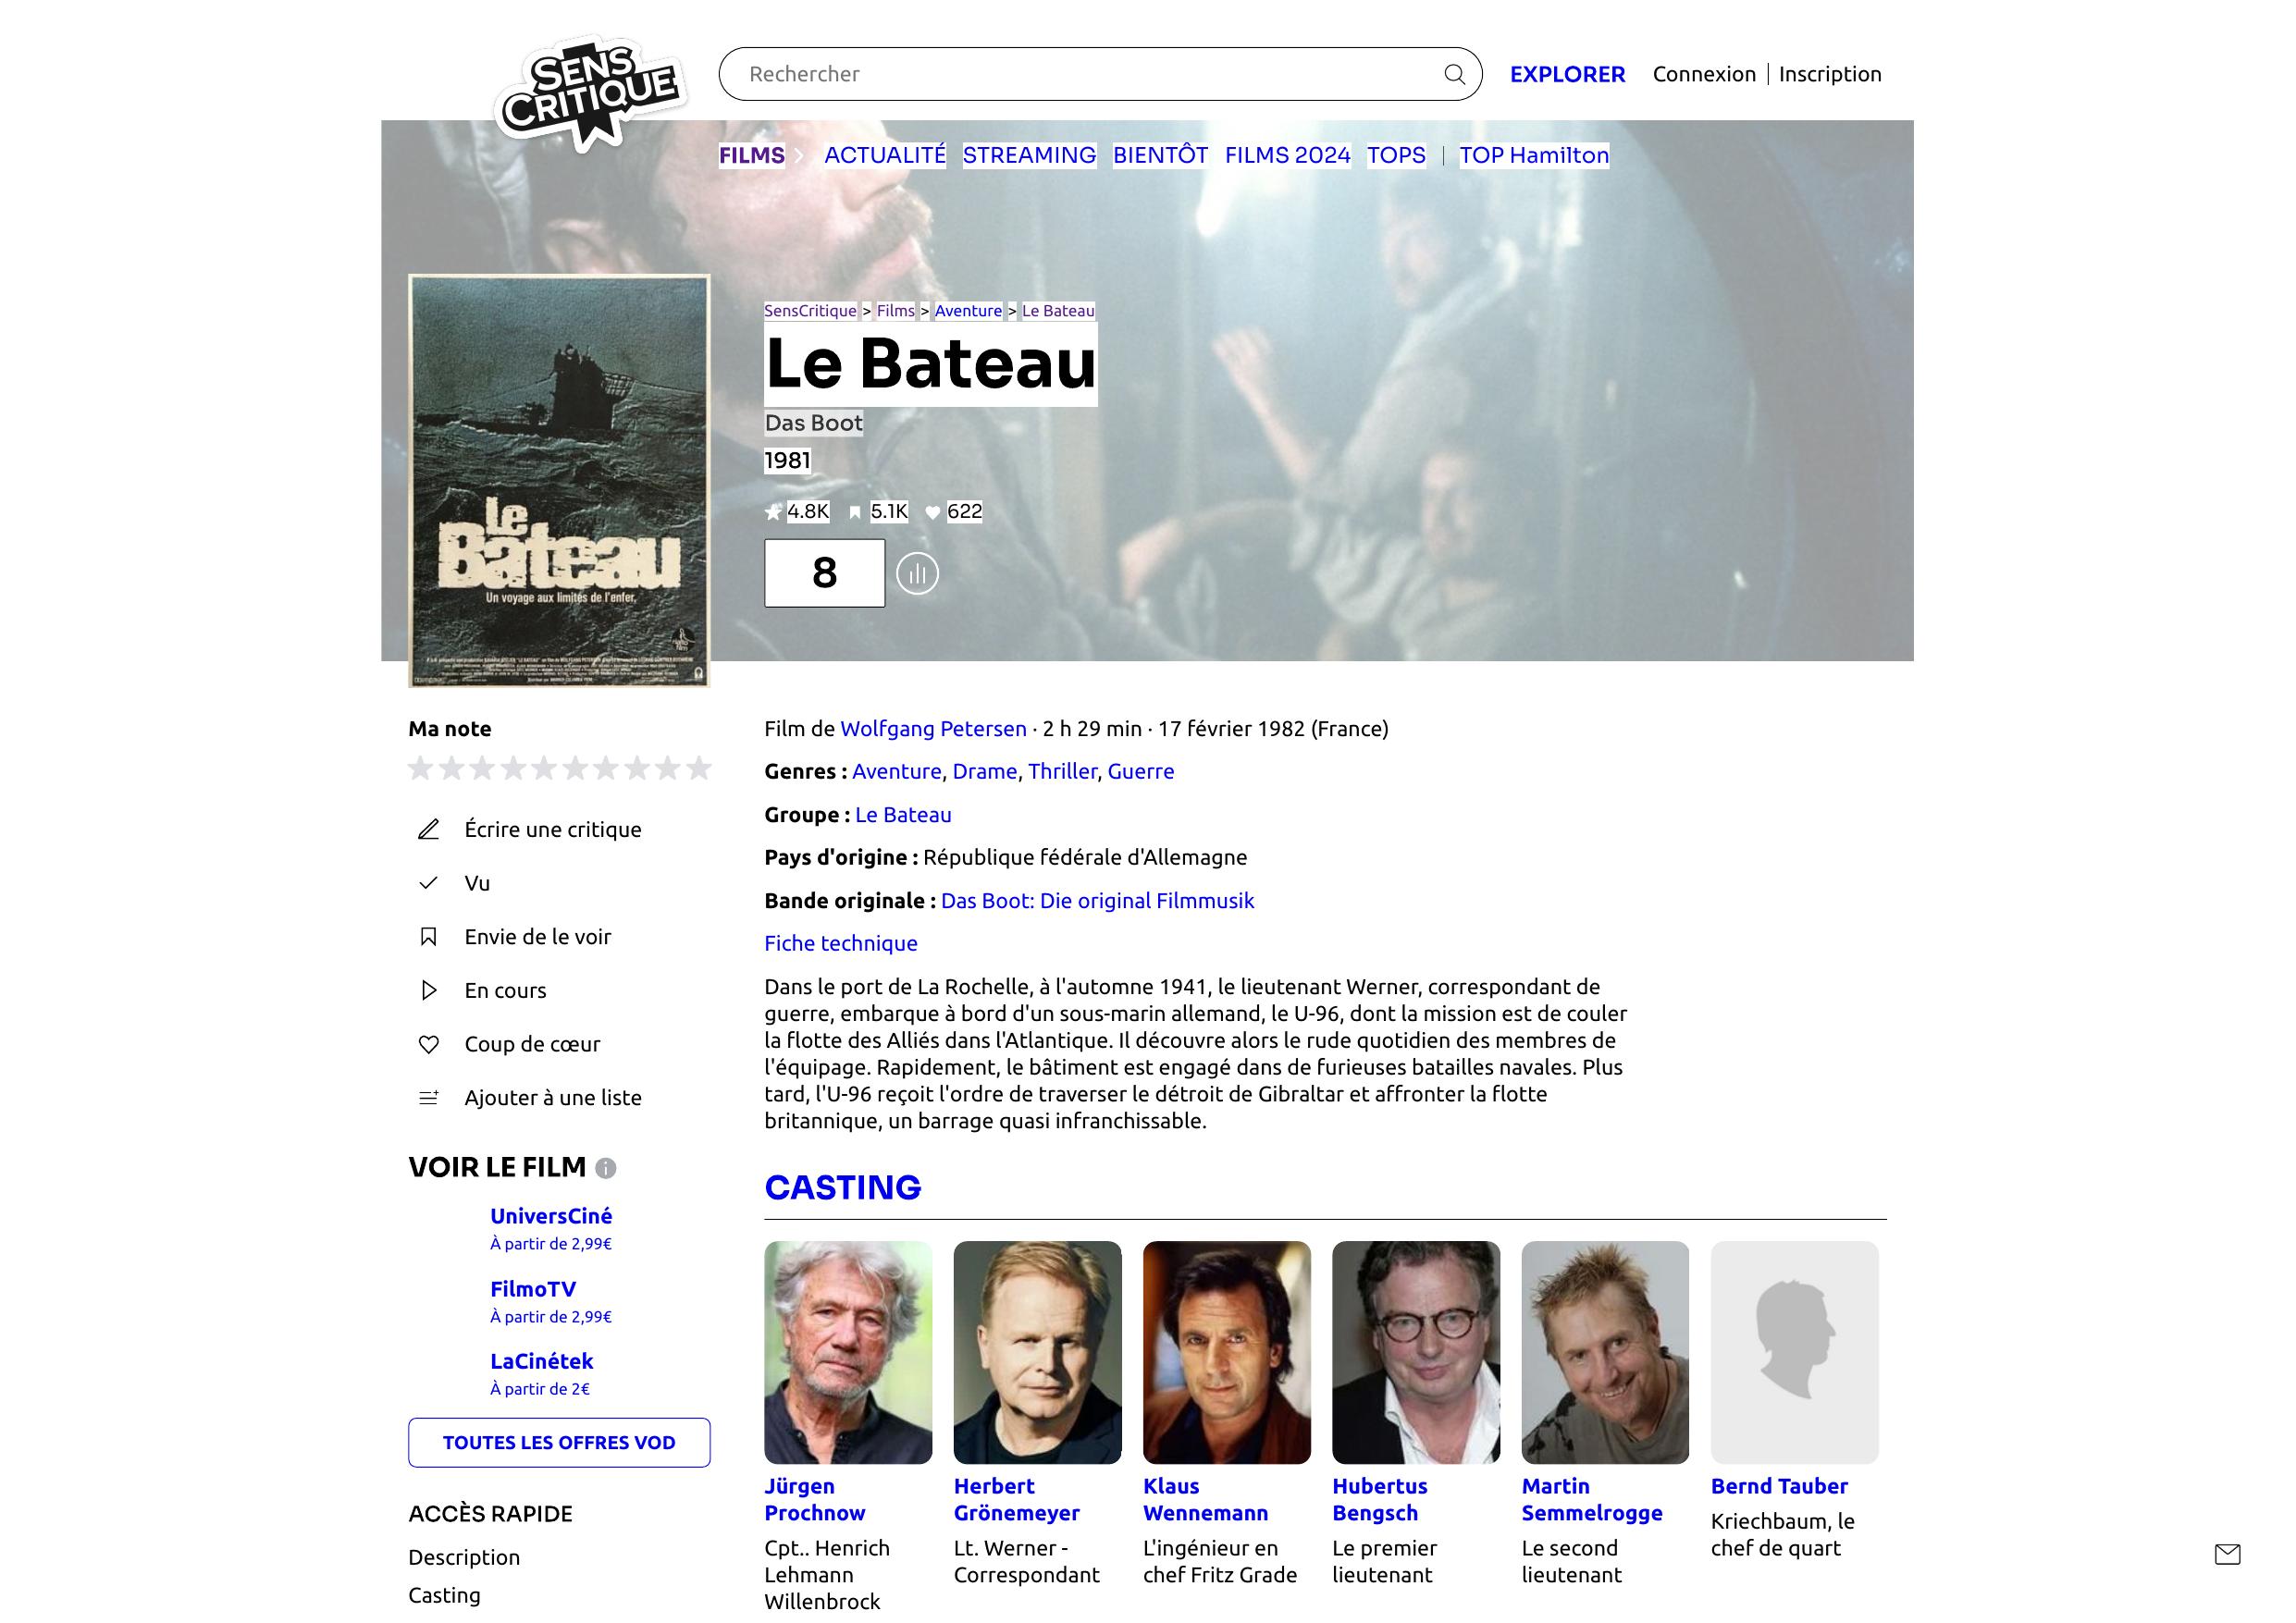 SENS
CRITIQUE
Rechercher
EXPLORER
Connexion
Inscription
FILMS
ACTUALITÉ
STREAMING
BIENTÔT
FILMS 2024
TOPS
TOP Hamilton
SensCritique > Films > Aventure > Le Bateau
Le Bateau
Das Boot
1981
4.8K
5.1K
622
8
Le
Bateau
Un voyage aux limites de l'enfer.
Ma note
Écrire une critique
Vu
Envie de le voir
En cours
Coup de cœur
Ajouter à une liste
VOIR LE FILM
UniversCiné
À partir de 2,99€
FilmoTV
À partir de 2,99€
LaCinétek
À partir de 2€
TOUTES LES OFFRES VOD
ACCÈS RAPIDE
Description
Casting
Film de Wolfgang Petersen · 2 h 29 min · 17 février 1982 (France)
Genres : Aventure, Drame, Thriller, Guerre
Groupe : Le Bateau
Pays d'origine : République fédérale d'Allemagne
Bande originale : Das Boot: Die original Filmmusik
Fiche technique
Dans le port de La Rochelle, à l'automne 1941, le lieutenant Werner, correspondant de
guerre, embarque à bord d'un sous-marin allemand, le U-96, dont la mission est de couler
la flotte des Alliés dans l'Atlantique. Il découvre alors le rude quotidien des membres de
l'équipage. Rapidement, le bâtiment est engagé dans de furieuses batailles navales. Plus
tard, l'U-96 reçoit l'ordre de traverser le détroit de Gibraltar et affronter la flotte
britannique, un barrage quasi infranchissable.
CASTING
Jürgen
Prochnow
Cpt.. Henrich
Lehmann
Willenbrock
Herbert
Grönemeyer
Lt. Werner -
Correspondant
Klaus
Wennemann
L'ingénieur en
chef Fritz Grade
Hubertus
Bengsch
Le premier
lieutenant
Martin
Semmelrogge
Le second
lieutenant
Bernd Tauber
Kriechbaum, le
chef de quart